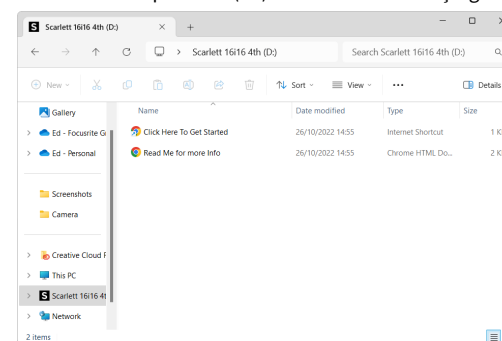 Scarlett 16i16 4th (D:)
Scarlett 16i16 4th (D:) Search Scarlett 16i16 4th (D:)
New Sort View Details
Name Date modified Type Size
Gallery
Click Here To Get Started 26/10/2022 14:55 Internet Shortcut 1
Ed - Focusrite
Read Me for more Info 26/10/2022 14:55 Chrome HTML Do... 2
Ed - Personal
Screenshots
Camera
Creative Cloud
This PC
Scarlett 16i16
Network
2 items